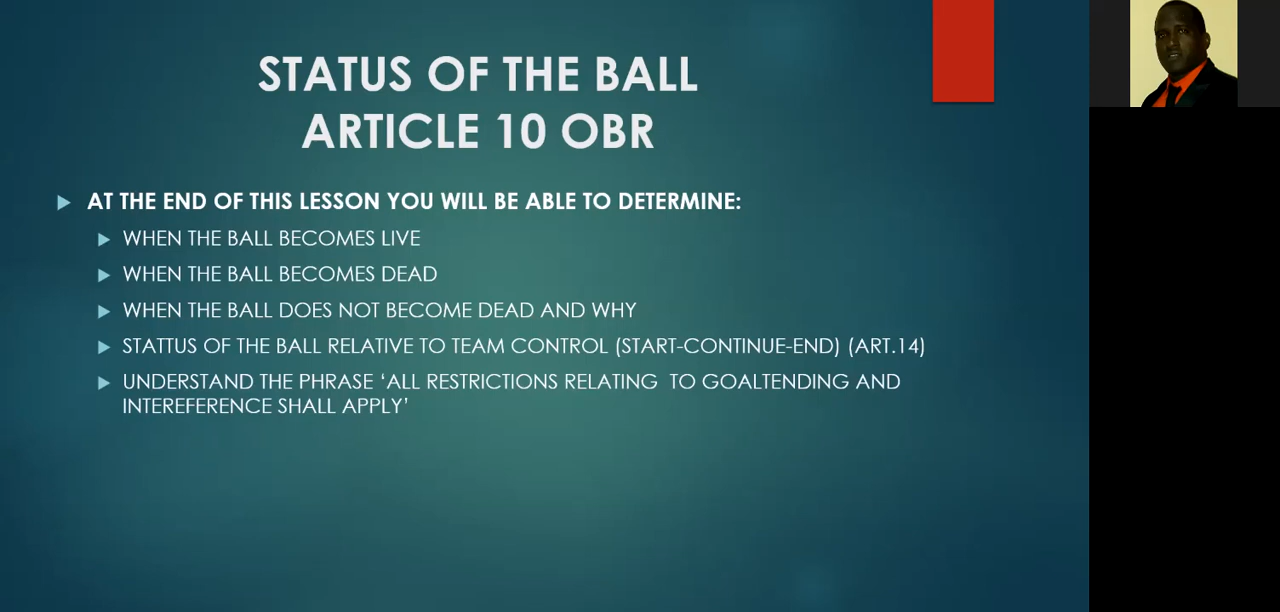 STATUS OF THE BALL
ARTICLE 10 OBR
AT THE END OF THIS LESSON YOU WILL BE ABLE TO DETERMINE:
WHEN THE BALL BECOMES LIVE
WHEN THE BALL BECOMES DEAD
WHEN THE BALL DOES NOT BECOME DEAD AND WHY
STATTUS OF THE BALL RELATIVE TO TEAM CONTROL (START-CONTINUE-END) (ART.14)
UNDERSTAND THE PHRASE ‘ALL RESTRICTIONS RELATING  TO GOALTENDING AND
INTEREFERENCE SHALL APPLY’